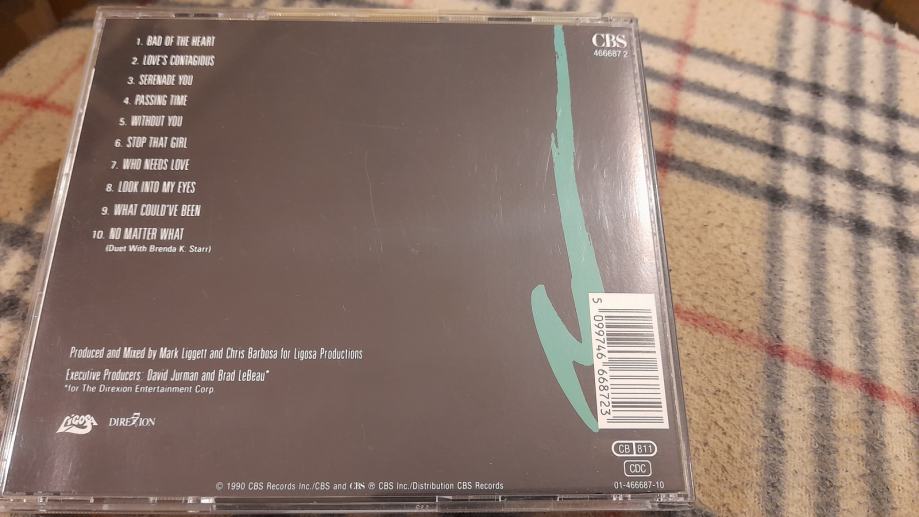 1. BAD OF THE HEART
2. LOVE'S CONTAGIOUS
3. SERENADE YOU
4. PASSING TIME
5. WITHOUT YOU
6. STOP THAT GIRL
7. WHO NEEDS LOVE
8. LOOK INTO MY EYES
9. WHAT COULD'VE BEEN
10. NO MATTER WHAT
(Duet With Brenda K. Starr)
CBS
466687 2
Produced and Mixed by Mark Liggett and Chris Barbosa for Ligosa Productions
Executive Producers: David Jurman and Brad LeBeau*
*for The Direxion Entertainment Corp.
LIGOSA
DIREXION
5 099746 668723
CB 811
CDC
01-466687-10
© 1990 CBS Records Inc./CBS and CBS ® CBS Inc./Distribution CBS Records